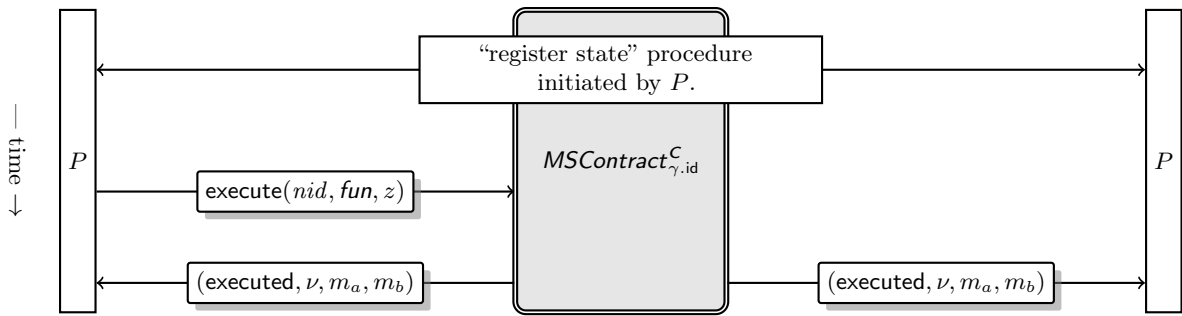 “register state” procedure
initiated by P.
— time →
P
MSContract^C_γ.id
P
execute(nid, fun, z)
(executed, ν, m_a, m_b)
(executed, ν, m_a, m_b)